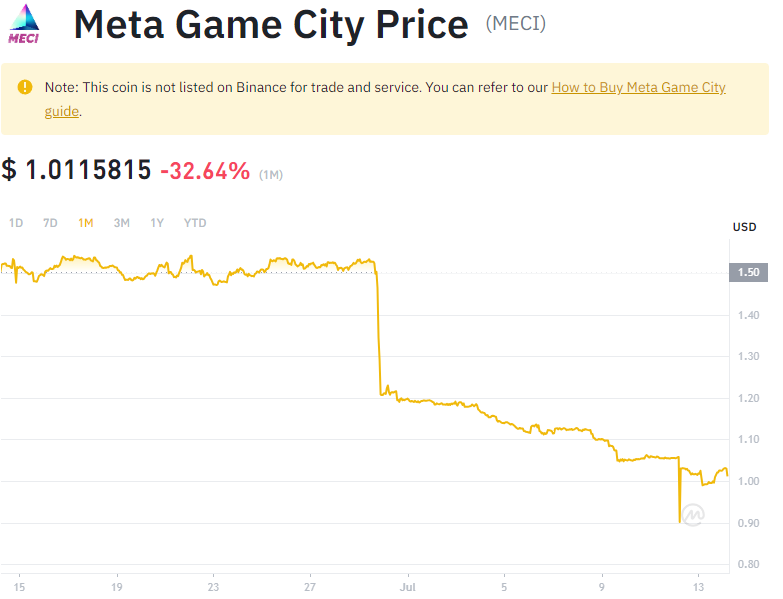 MECI
Meta Game City Price (MECI)
Note: This coin is not listed on Binance for trade and service. You can refer to our How to Buy Meta Game City
guide.
$ 1.0115815 -32.64% (1M)
1D 7D 1M 3M 1Y YTD
USD
1.50
1.40
1.30
1.20
1.10
1.00
0.90
0.80
15 19 23 27 Jul 5 9 13